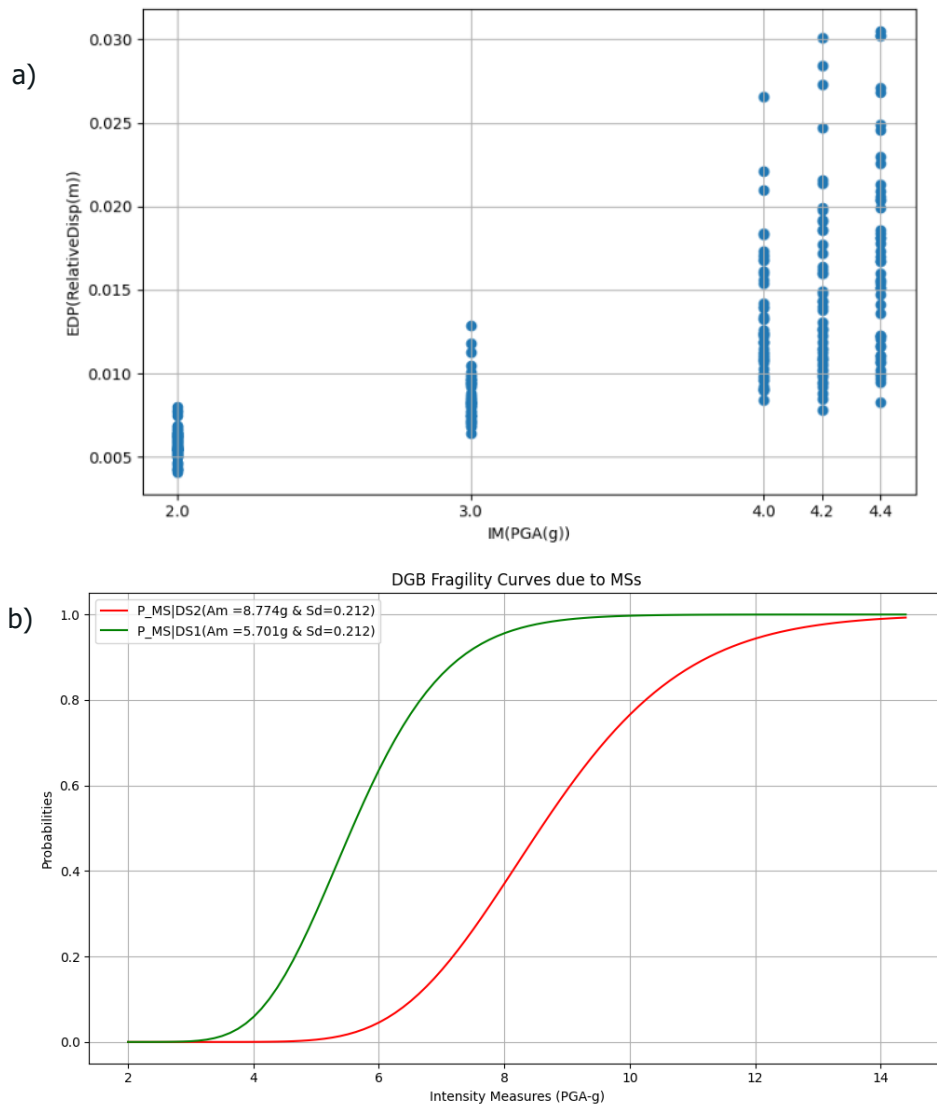 a)
EDP(RelativeDisp(m))
0.030
0.025
0.020
0.015
0.010
0.005
2.0 3.0 4.0 4.2 4.4
IM(PGA(g))
b)
DGB Fragility Curves due to MSs
P_MS|DS2(Am =8.774g & Sd=0.212)
P_MS|DS1(Am =5.701g & Sd=0.212)
Probabilities
1.0
0.8
0.6
0.4
0.2
0.0
2 4 6 8 10 12 14
Intensity Measures (PGA-g)